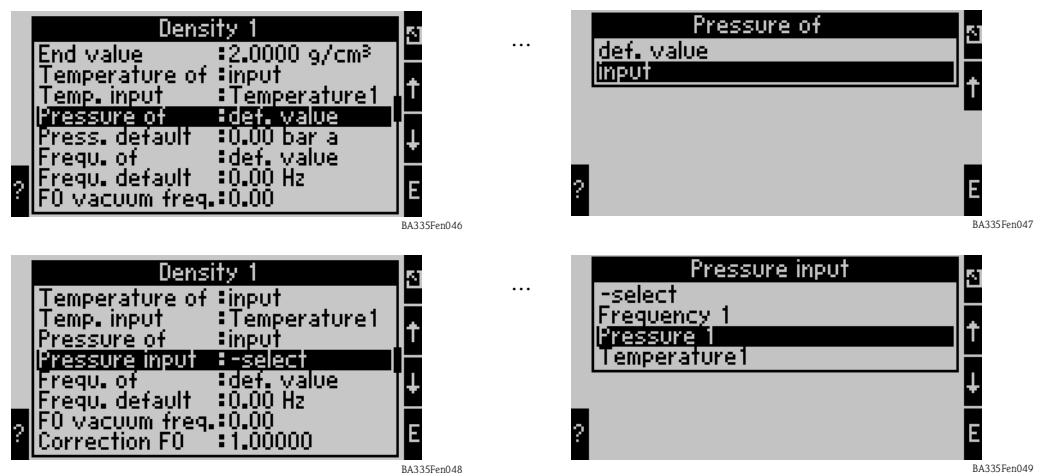 Density 1
End value :2.0000 g/cm³
Temperature of :input
Temp. input :Temperature1
Pressure of :def. value
Press. default :0.00 bar a
Frequ. of :def. value
Frequ. default :0.00 Hz
F0 vacuum freq.:0.00
? E
BA335Fen046
...
Pressure of
def. value
input
? E
BA335Fen047
Density 1
Temperature of :input
Temp. input :Temperature1
Pressure of :input
Pressure input :-select
Frequ. of :def. value
Frequ. default :0.00 Hz
F0 vacuum freq.:0.00
Correction F0 :1.00000
? E
BA335Fen048
...
Pressure input
-select
Frequency 1
Pressure 1
Temperature1
? E
BA335Fen049